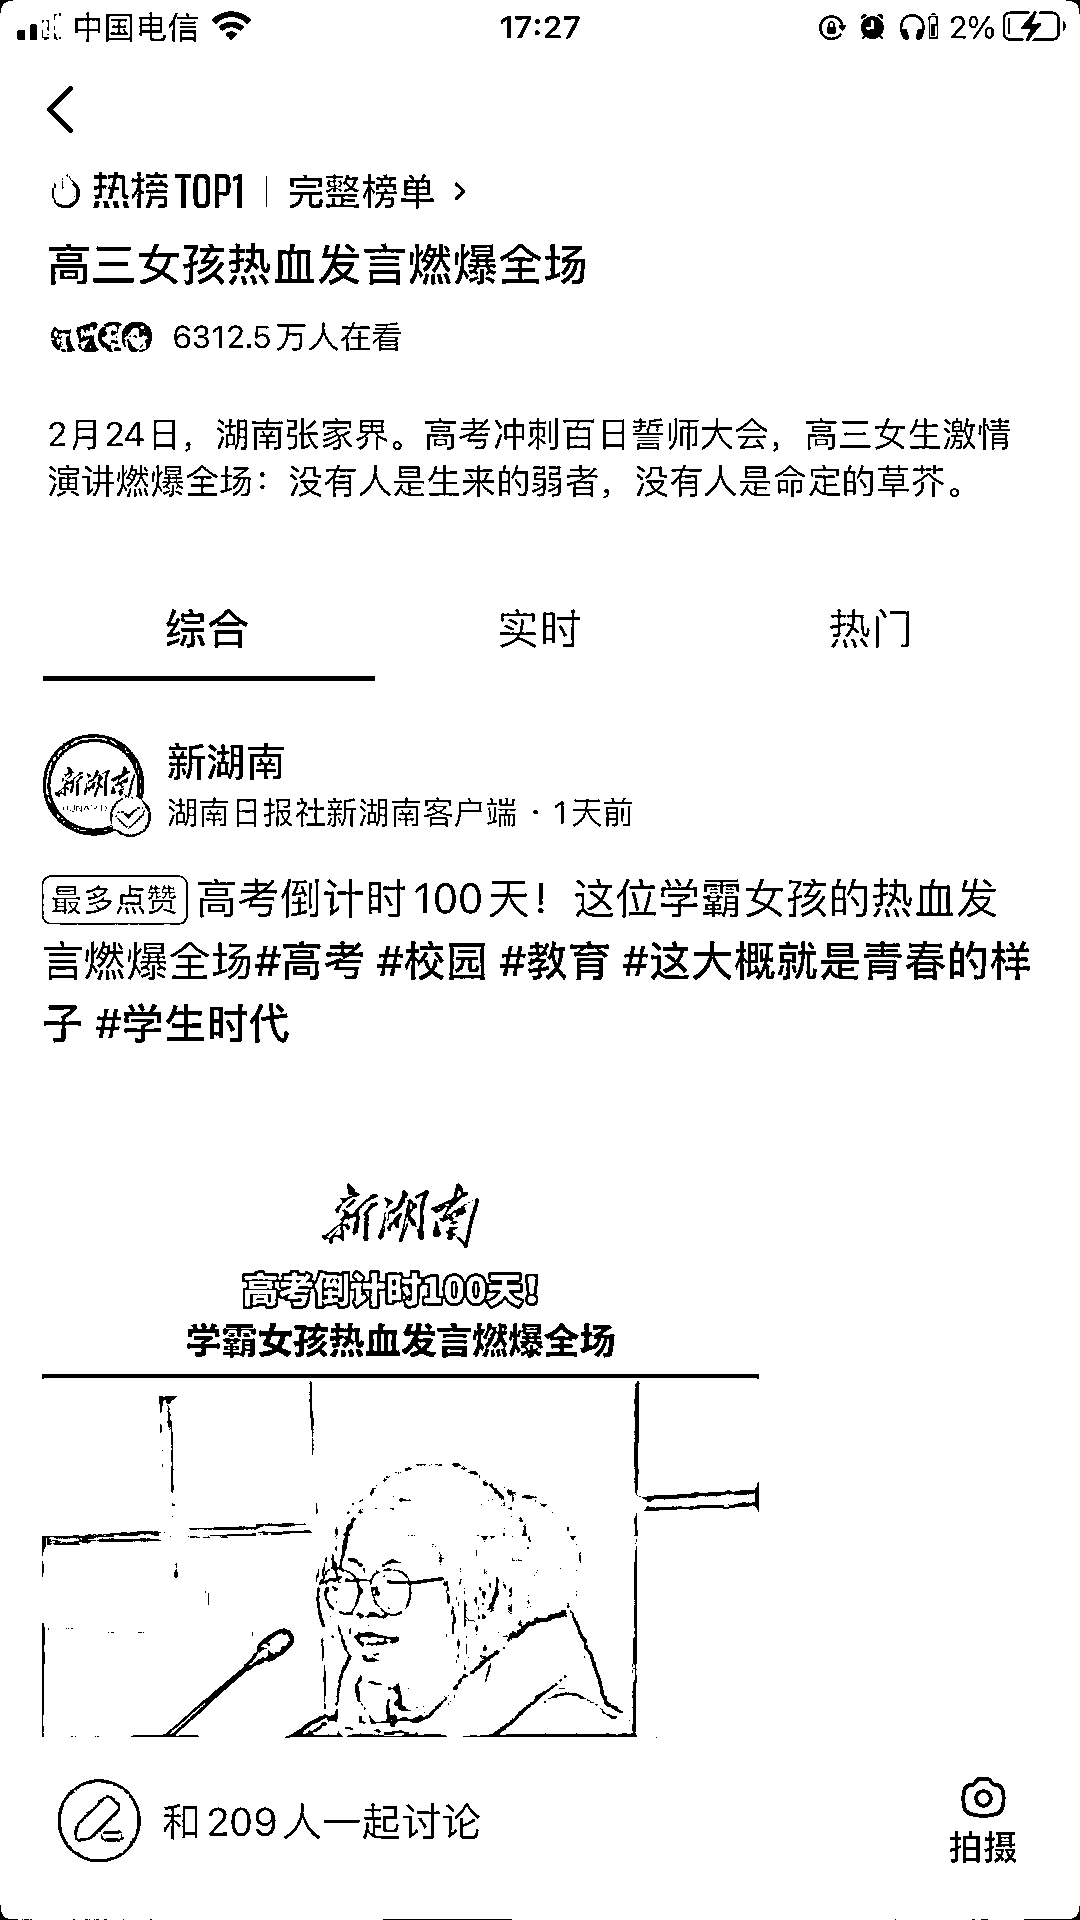 中国电信 17:27 2%
热榜TOP1 | 完整榜单 >
高三女孩热血发言燃爆全场
6312.5万人在看
2月24日，湖南张家界。高考冲刺百日誓师大会，高三女生激情
演讲燃爆全场：没有人是生来的弱者，没有人是命定的草芥。
综合 实时 热门
新湖南
新湖南
湖南日报社新湖南客户端 · 1天前
最多点赞 高考倒计时100天！这位学霸女孩的热血发
言燃爆全场#高考 #校园 #教育 #这大概就是青春的样
子 #学生时代
新湖南
高考倒计时100天！
学霸女孩热血发言燃爆全场
和209人一起讨论
拍摄